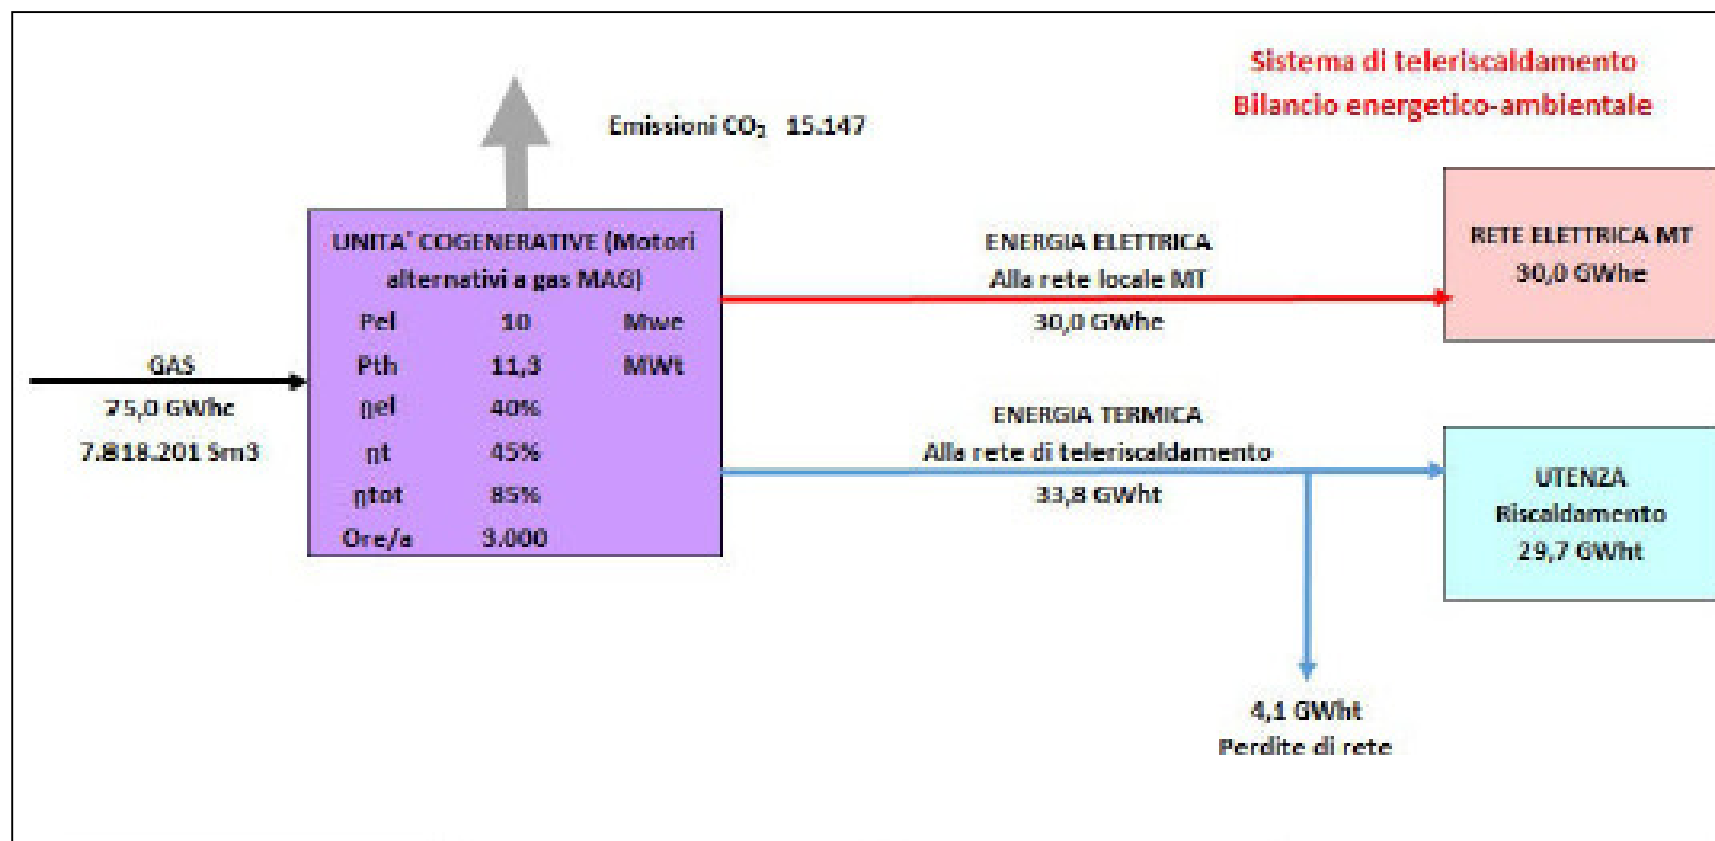 Sistema di teleriscaldamento
Bilancio energetico-ambientale
Emissioni CO₂ 15.147
UNITA' COGENERATIVE (Motori
alternativi a gas MAG)
Pel 10 Mwe
Pth 11,3 MWt
ηel 40%
ηt 45%
ηtot 85%
Ore/a 3.000
GAS
75,0 GWhc
7.818.201 Sm3
ENERGIA ELETTRICA
Alla rete locale MT
30,0 GWhe
RETE ELETTRICA MT
30,0 GWhe
ENERGIA TERMICA
Alla rete di teleriscaldamento
33,8 GWht
UTENZA
Riscaldamento
29,7 GWht
4,1 GWht
Perdite di rete